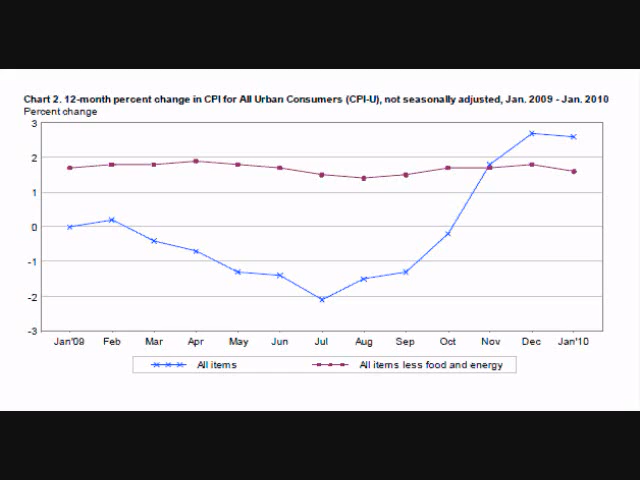 Chart 2. 12-month percent change in CPI for All Urban Consumers (CPI-U), not seasonally adjusted, Jan. 2009 - Jan. 2010
Percent change
3
2
1
0
-1
-2
-3
Jan'09 Feb Mar Apr May Jun Jul Aug Sep Oct Nov Dec Jan'10
All items All items less food and energy